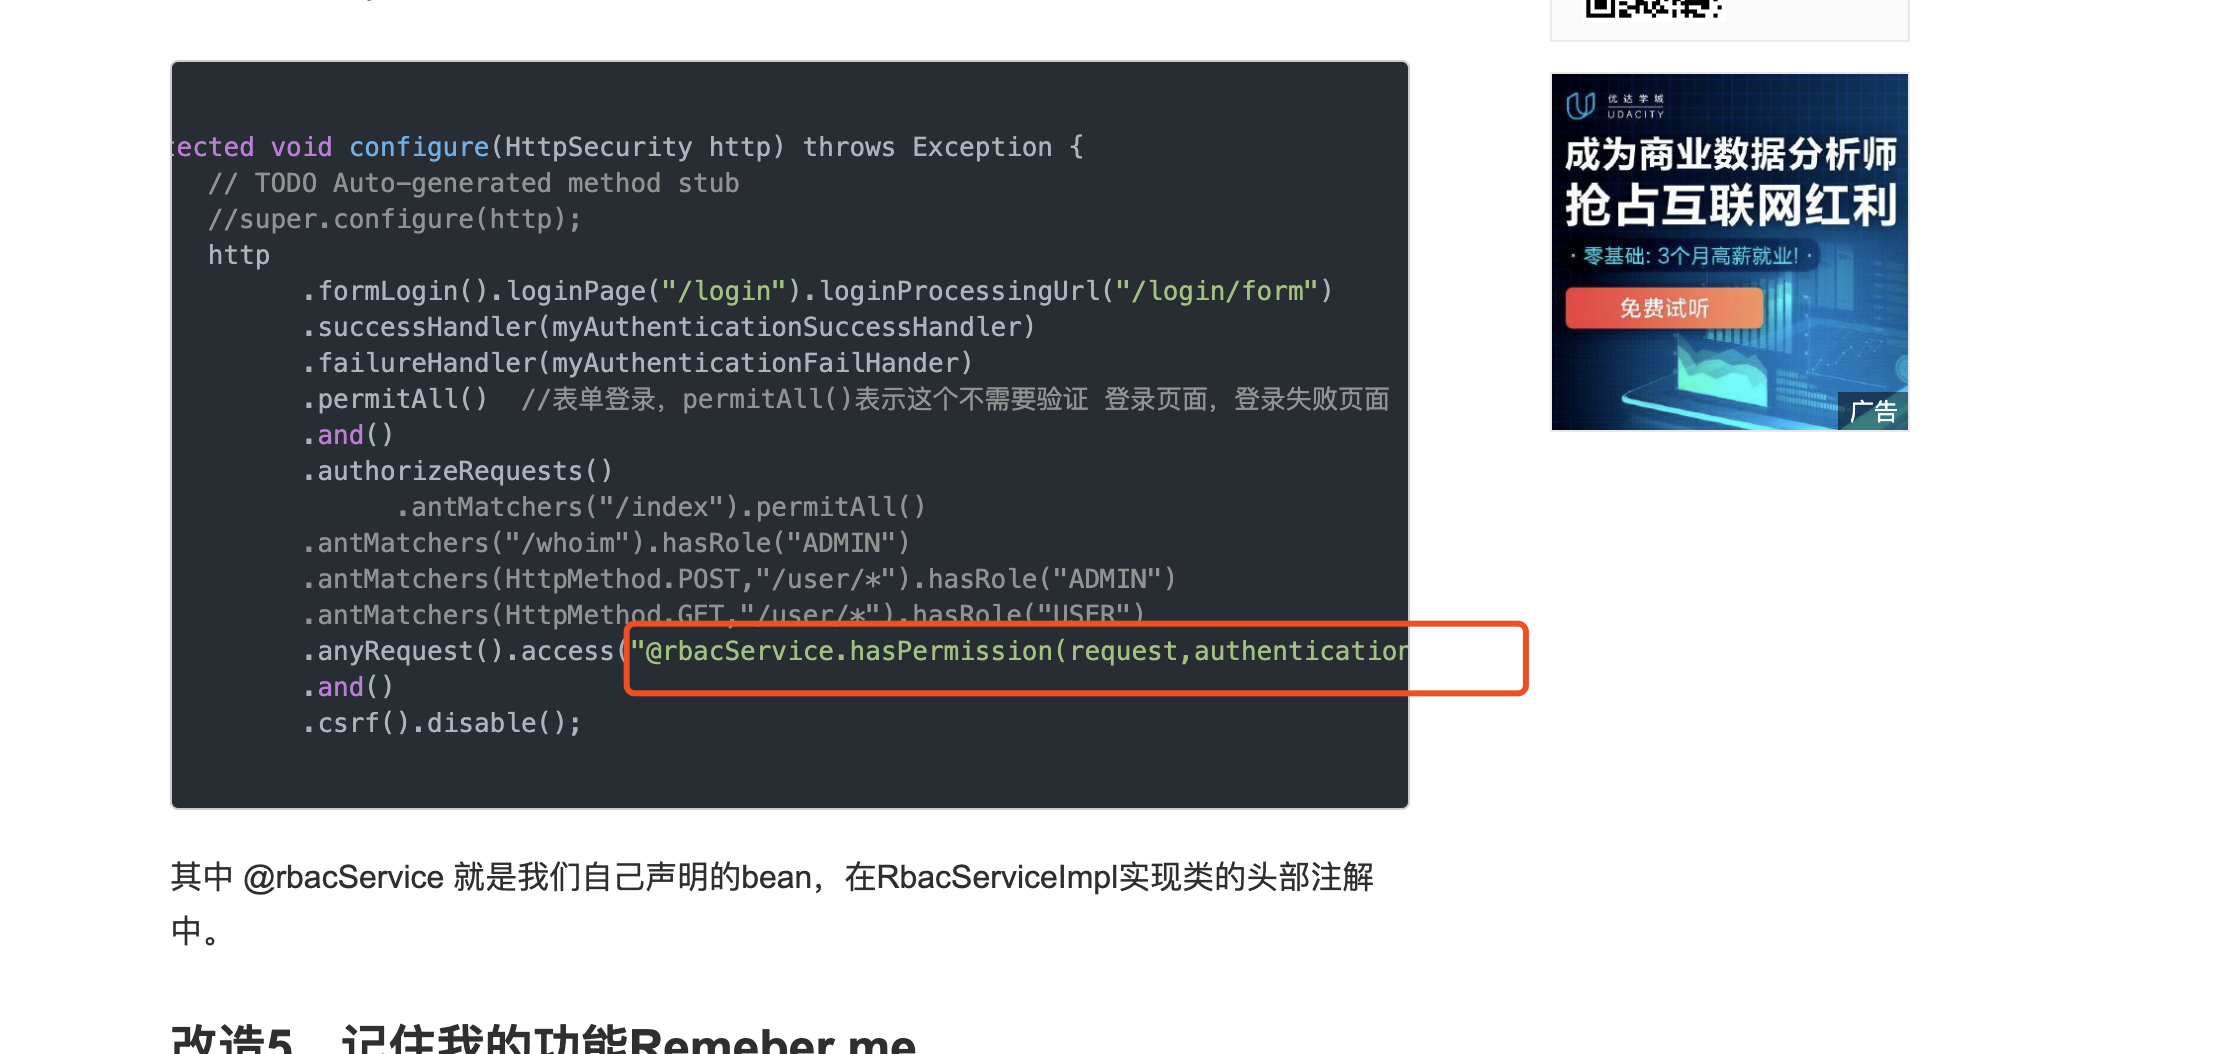 ected void configure(HttpSecurity http) throws Exception {
// TODO Auto-generated method stub
//super.configure(http);
http
.formLogin().loginPage("/login").loginProcessingUrl("/login/form")
.successHandler(myAuthenticationSuccessHandler)
.failureHandler(myAuthenticationFailHander)
.permitAll()  //表单登录，permitAll()表示这个不需要验证 登录页面，登录失败页面
.and()
.authorizeRequests()
.antMatchers("/index").permitAll()
.antMatchers("/whoim").hasRole("ADMIN")
.antMatchers(HttpMethod.POST,"/user/*").hasRole("ADMIN")
.antMatchers(HttpMethod.GET,"/user/*").hasRole("USER")
.anyRequest().access("@rbacService.hasPermission(request,authentication
.and()
.csrf().disable();
其中 @rbacService 就是我们自己声明的bean，在RbacServiceImpl实现类的头部注解
中。
改造5、记住我的功能Remeber me
优达学城
UDACITY
成为商业数据分析师
抢占互联网红利
· 零基础: 3个月高薪就业! ·
免费试听
广告